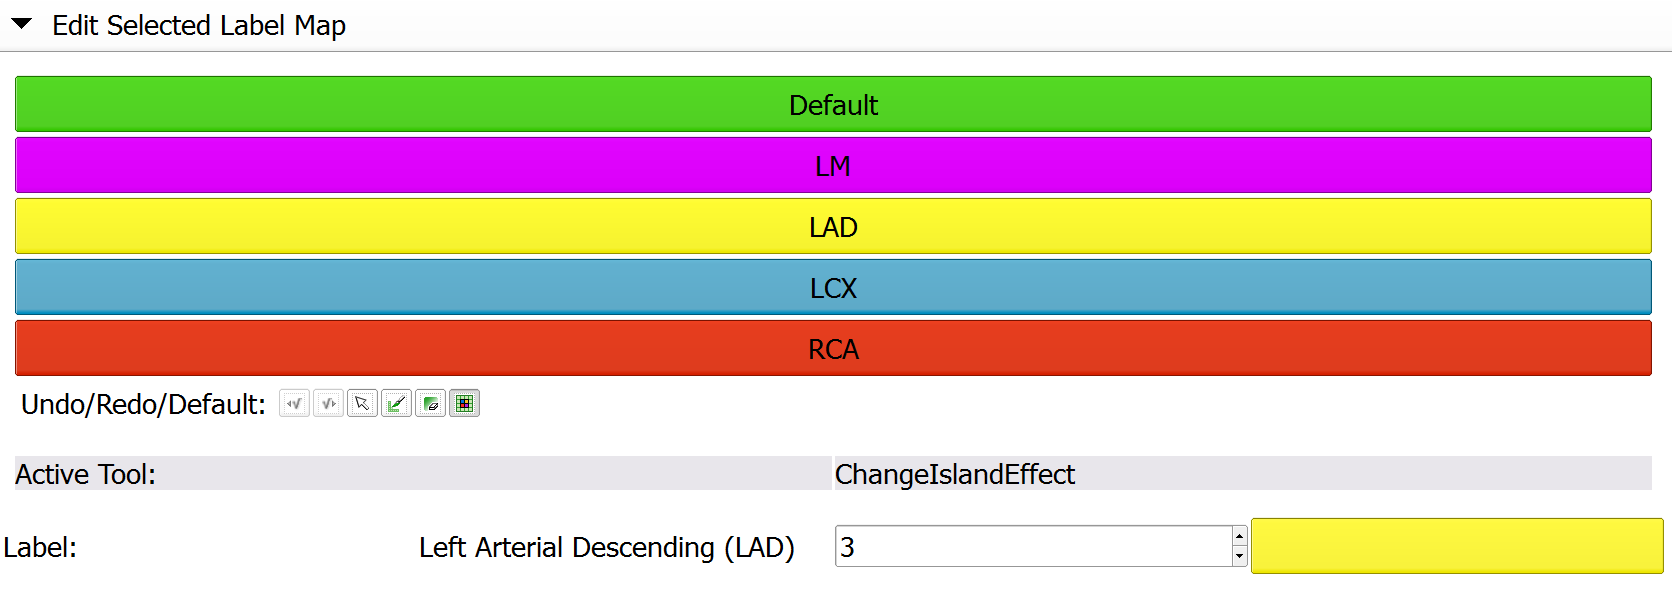 Edit Selected Label Map
Default
LM
LAD
LCX
RCA
Undo/Redo/Default:
Active Tool: ChangeIslandEffect
Label: Left Arterial Descending (LAD) 3